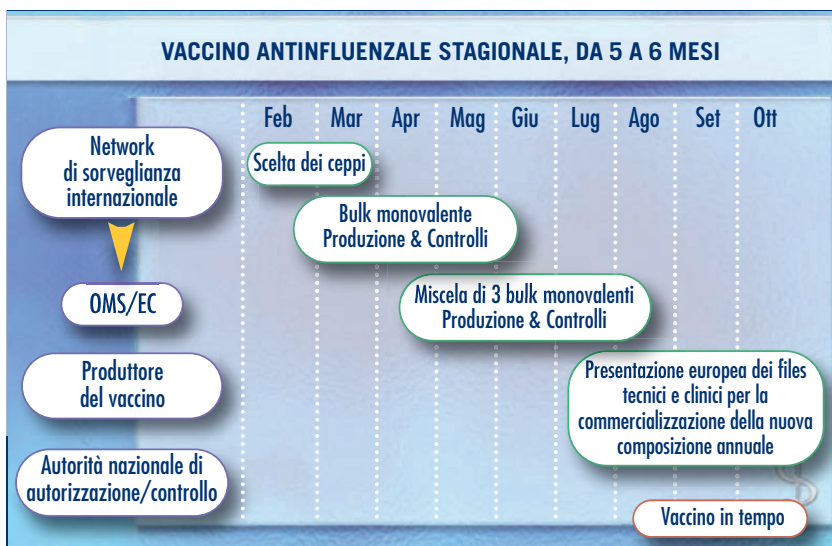 VACCINO ANTINFLUENZALE STAGIONALE, DA 5 A 6 MESI
Feb Mar Apr Mag Giu Lug Ago Set Ott
Network
di sorveglianza
internazionale
Scelta dei ceppi
Bulk monovalente
Produzione & Controlli
OMS/EC
Miscela di 3 bulk monovalenti
Produzione & Controlli
Produttore
del vaccino
Presentazione europea dei files
tecnici e clinici per la
commercializzazione della nuova
composizione annuale
Autorità nazionale di
autorizzazione/controllo
Vaccino in tempo